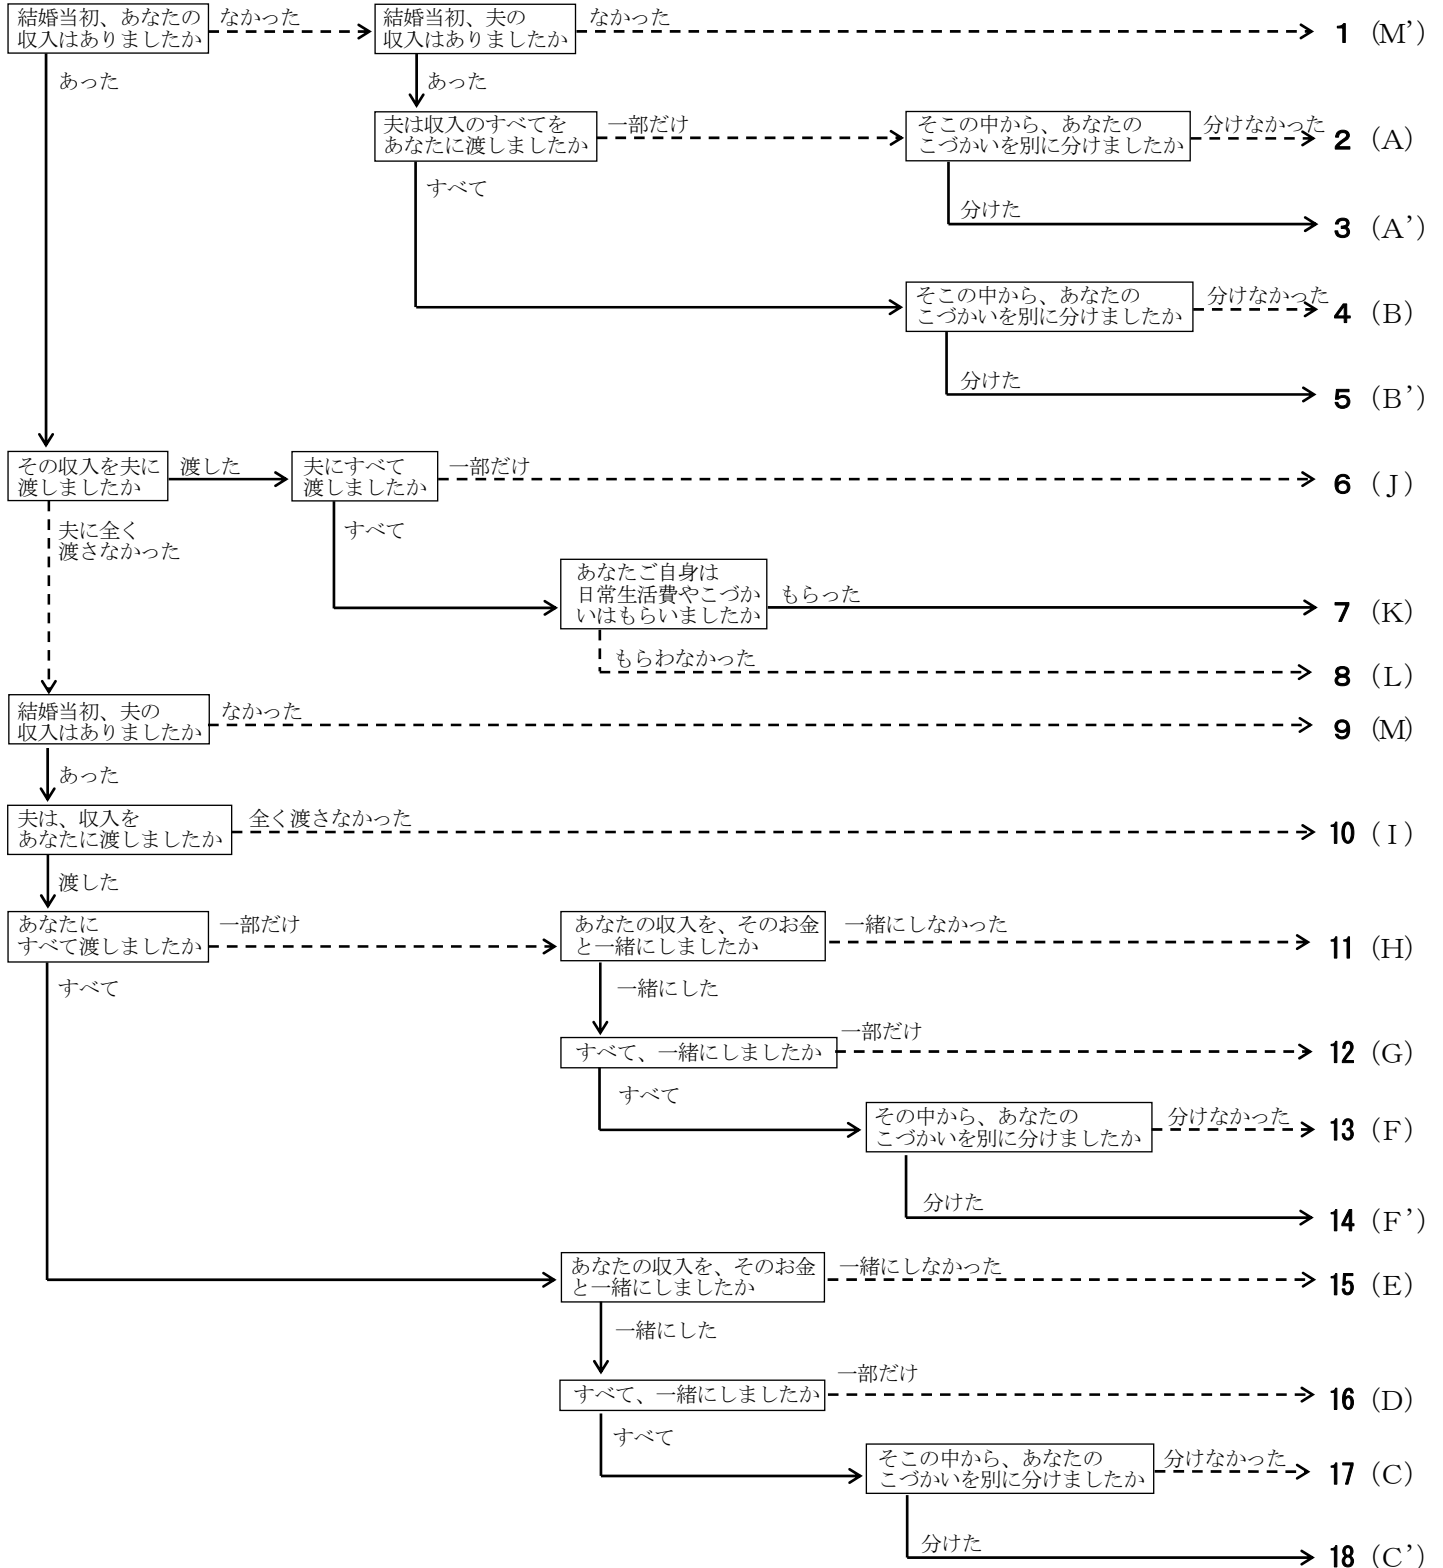 結婚当初、あなたの
収入はありましたか
なかった
結婚当初、夫の
収入はありましたか
なかった
1 (M’)
あった
あった
夫は収入のすべてを
あなたに渡しましたか
一部だけ
そこの中から、あなたの
こづかいを別に分けましたか
分けなかった
2 (A)
すべて
分けた
3 (A’)
そこの中から、あなたの
こづかいを別に分けましたか
分けなかった
4 (B)
分けた
5 (B’)
その収入を夫に
渡しましたか
渡した
夫にすべて
渡しましたか
一部だけ
6 (J)
夫に全く
渡さなかった
すべて
あなたご自身は
日常生活費やこづか
いはもらいましたか
もらった
7 (K)
もらわなかった
8 (L)
結婚当初、夫の
収入はありましたか
なかった
9 (M)
あった
夫は、収入を
あなたに渡しましたか
全く渡さなかった
10 (I)
渡した
あなたに
すべて渡しましたか
一部だけ
あなたの収入を、そのお金
と一緒にしましたか
一緒にしなかった
11 (H)
すべて
一緒にした
すべて、一緒にしましたか
一部だけ
12 (G)
すべて
その中から、あなたの
こづかいを別に分けましたか
分けなかった
13 (F)
分けた
14 (F’)
あなたの収入を、そのお金
と一緒にしましたか
一緒にしなかった
15 (E)
一緒にした
すべて、一緒にしましたか
一部だけ
16 (D)
すべて
そこの中から、あなたの
こづかいを別に分けましたか
分けなかった
17 (C)
分けた
18 (C’)